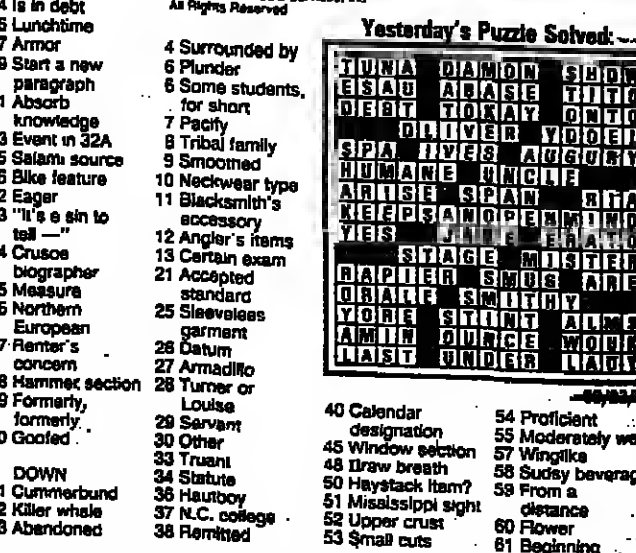 4 Is in debt
5 Lunchtime
7 Armor
9 Start a new
paragraph
1 Absorb
knowledge
3 Event in 32A
5 Salami source
6 Bike feature
2 Eager
3 "It's a sin to
tell —"
4 Crusoe
biographer
5 Measure
6 Northern
European
7 Renter's
concern
8 Hammer section
9 Formerly,
formerly
0 Goofed
DOWN
1 Cummerbund
2 Killer whale
3 Abandoned
All Rights Reserved
4 Surrounded by
6 Plunder
6 Some students,
for short
7 Pacify
8 Tribal family
9 Smoothed
10 Neckwear type
11 Blacksmith's
accessory
12 Angler's items
13 Certain exam
21 Accepted
standard
25 Sleeveless
garment
26 Datum
27 Armadillo
28 Turner or
Louise
29 Servant
30 Other
33 Truant
34 Statute
36 Hautboy
37 N.C. college
38 Remitted
Yesterday's Puzzle Solved:
TUNA DAMON SHOW
ESAU ABASE TITO
DEBT TOKAY ONTO
OLIVER YODEL
SPA IVES AUGURY
HUMANE UNCLE
ARISE SPAN RITA
KEEPSANOPENMIND
YES JANE ERATO
STAGE MISTER
RAPIER SMUG ARE
ORALE SMITHY
YORE STINT ALMS
AMIN OUNCE WOUK
LAST UNDER LADY
40 Calendar
designation
45 Window section
48 Draw breath
50 Haystack item?
51 Mississippi sight
52 Upper crust
53 Small cuts
54 Proficient
55 Moderately we
57 Winglike
58 Sudsy beverag
59 From a
distance
60 Flower
61 Beginning